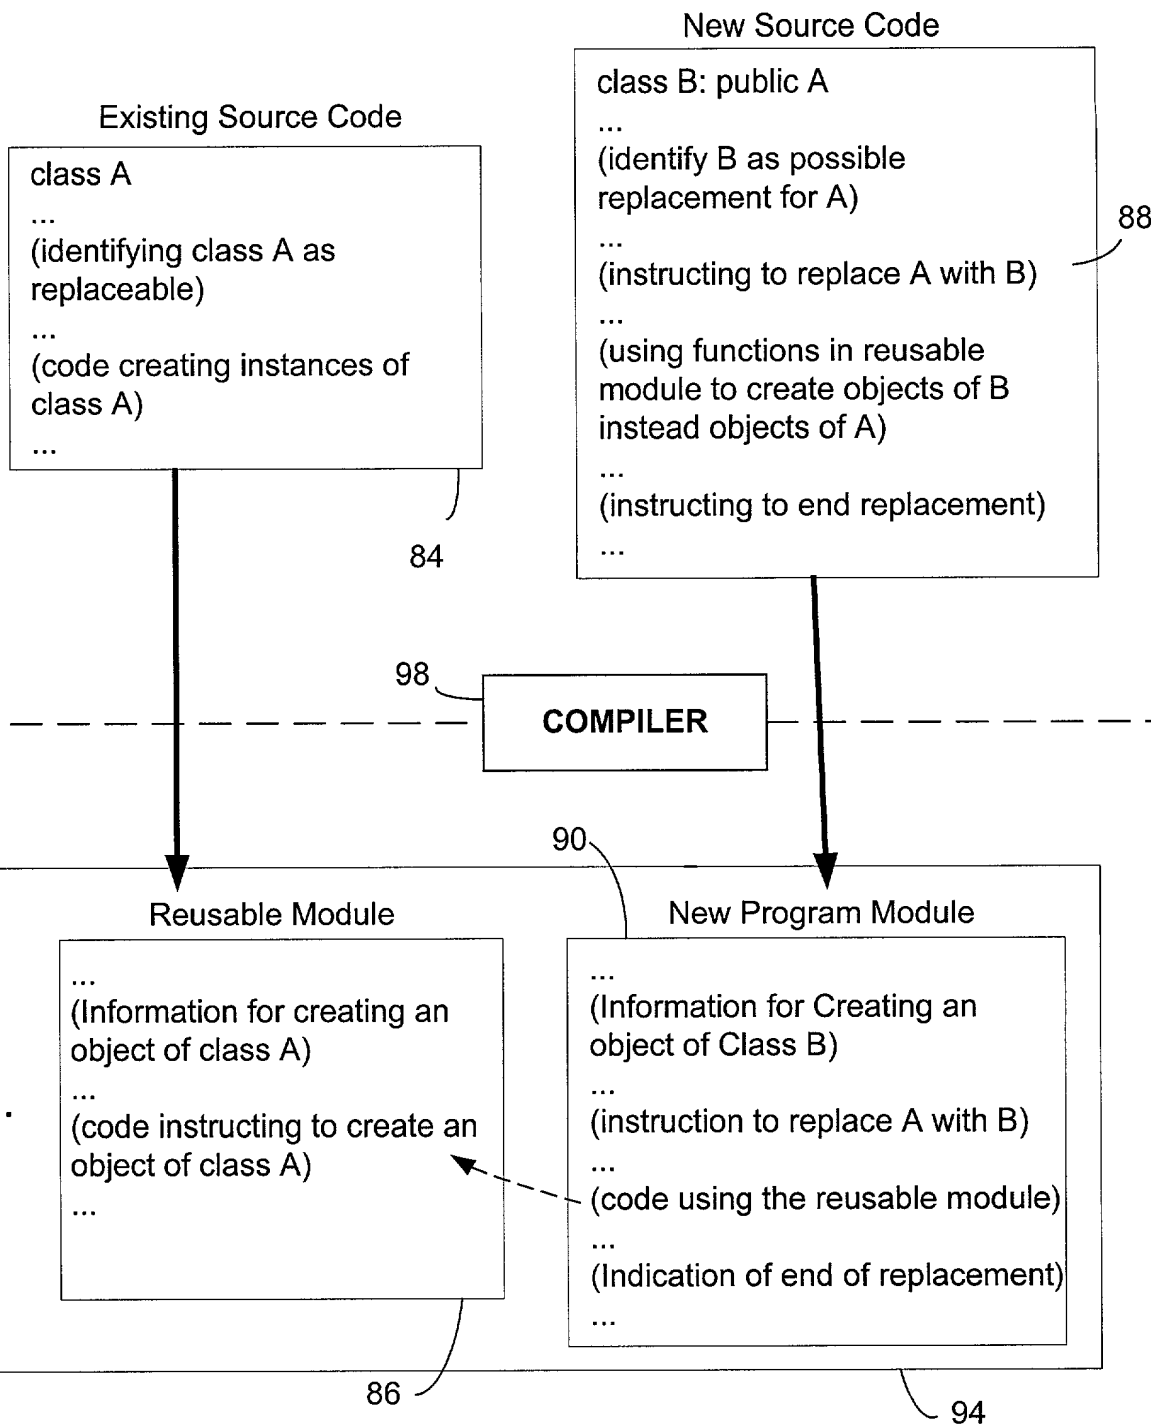 New Source Code
class B: public A
...
(identify B as possible
replacement for A)
...
(instructing to replace A with B)
...
(using functions in reusable
module to create objects of B
instead objects of A)
...
(instructing to end replacement)
...
88
Existing Source Code
class A
...
(identifying class A as
replaceable)
...
(code creating instances of
class A)
...
84
98
COMPILER
90
Reusable Module
...
(Information for creating an
object of class A)
...
(code instructing to create an
object of class A)
...
86
New Program Module
...
(Information for Creating an
object of Class B)
...
(instruction to replace A with B)
...
(code using the reusable module)
...
(Indication of end of replacement)
...
94